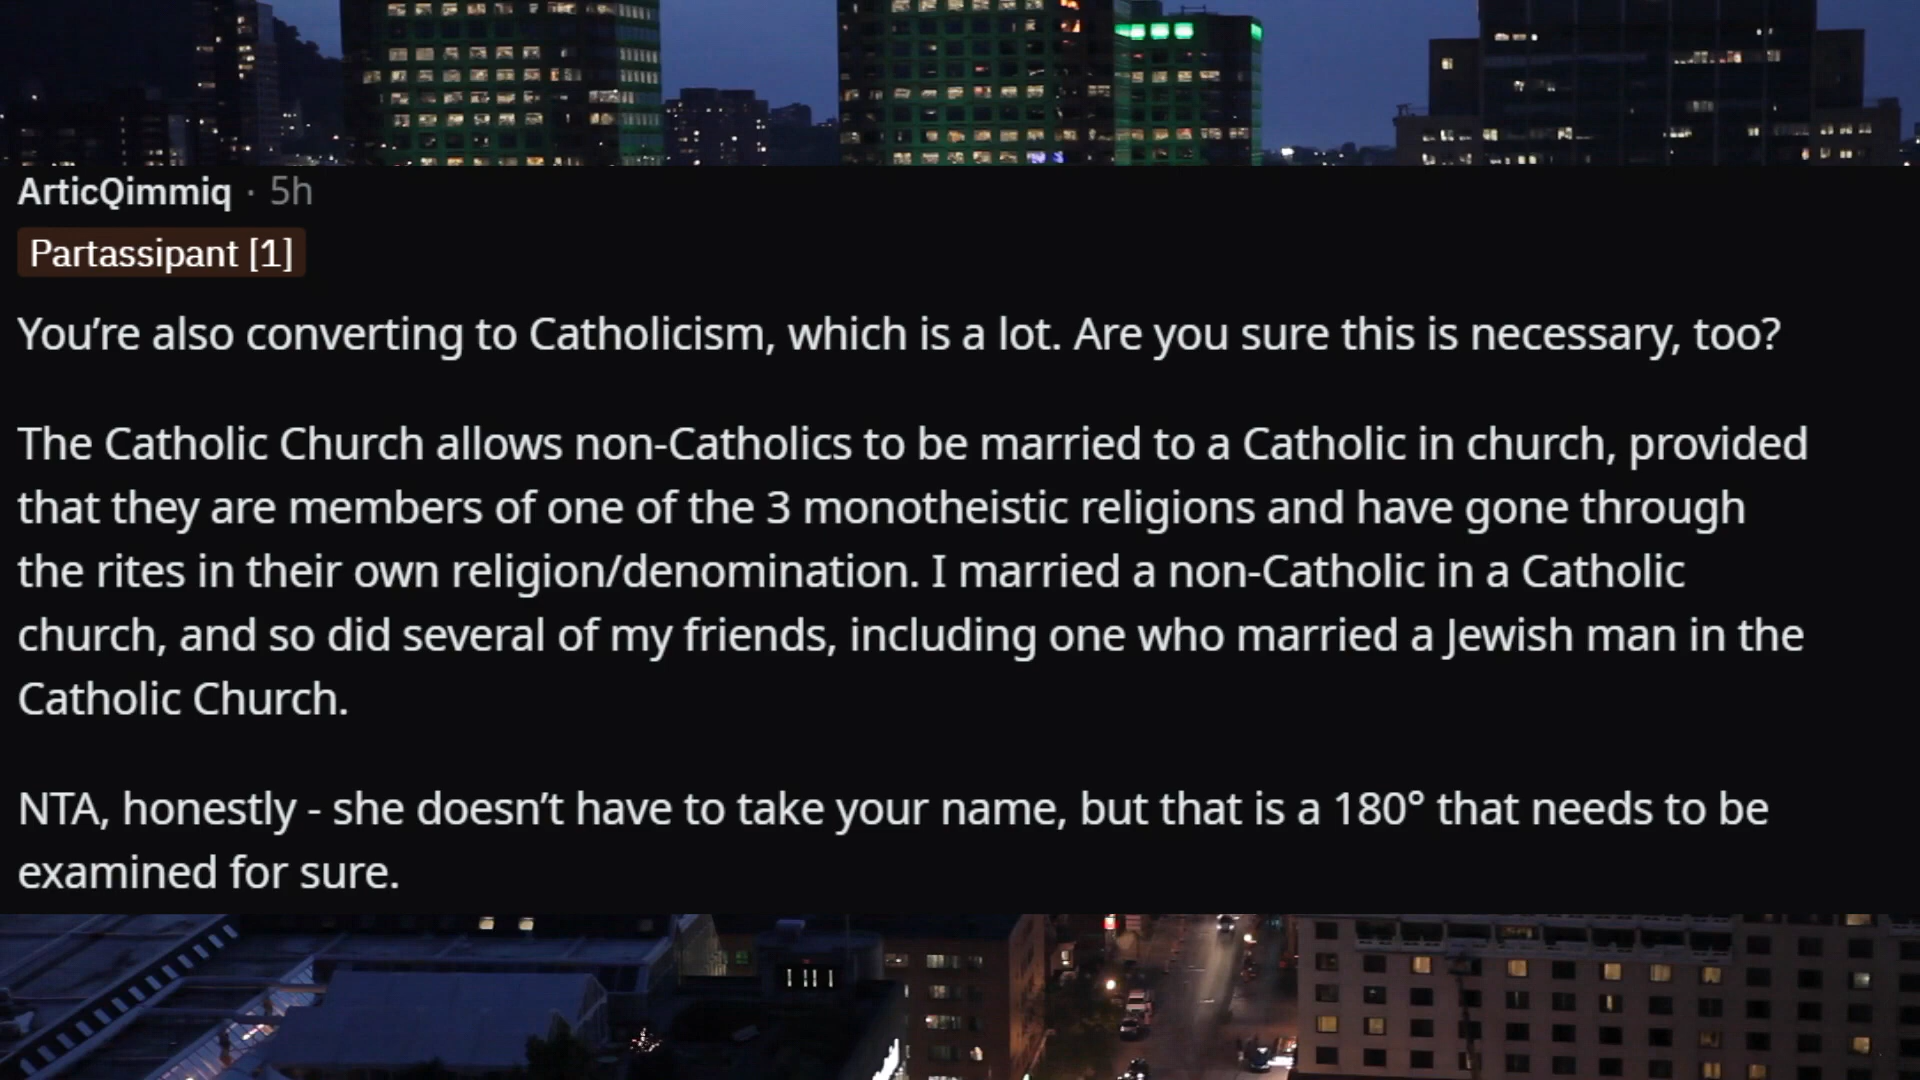 ArticQimmiq · 5h
Partassipant [1]
You’re also converting to Catholicism, which is a lot. Are you sure this is necessary, too?
The Catholic Church allows non-Catholics to be married to a Catholic in church, provided
that they are members of one of the 3 monotheistic religions and have gone through
the rites in their own religion/denomination. I married a non-Catholic in a Catholic
church, and so did several of my friends, including one who married a Jewish man in the
Catholic Church.
NTA, honestly - she doesn’t have to take your name, but that is a 180° that needs to be
examined for sure.